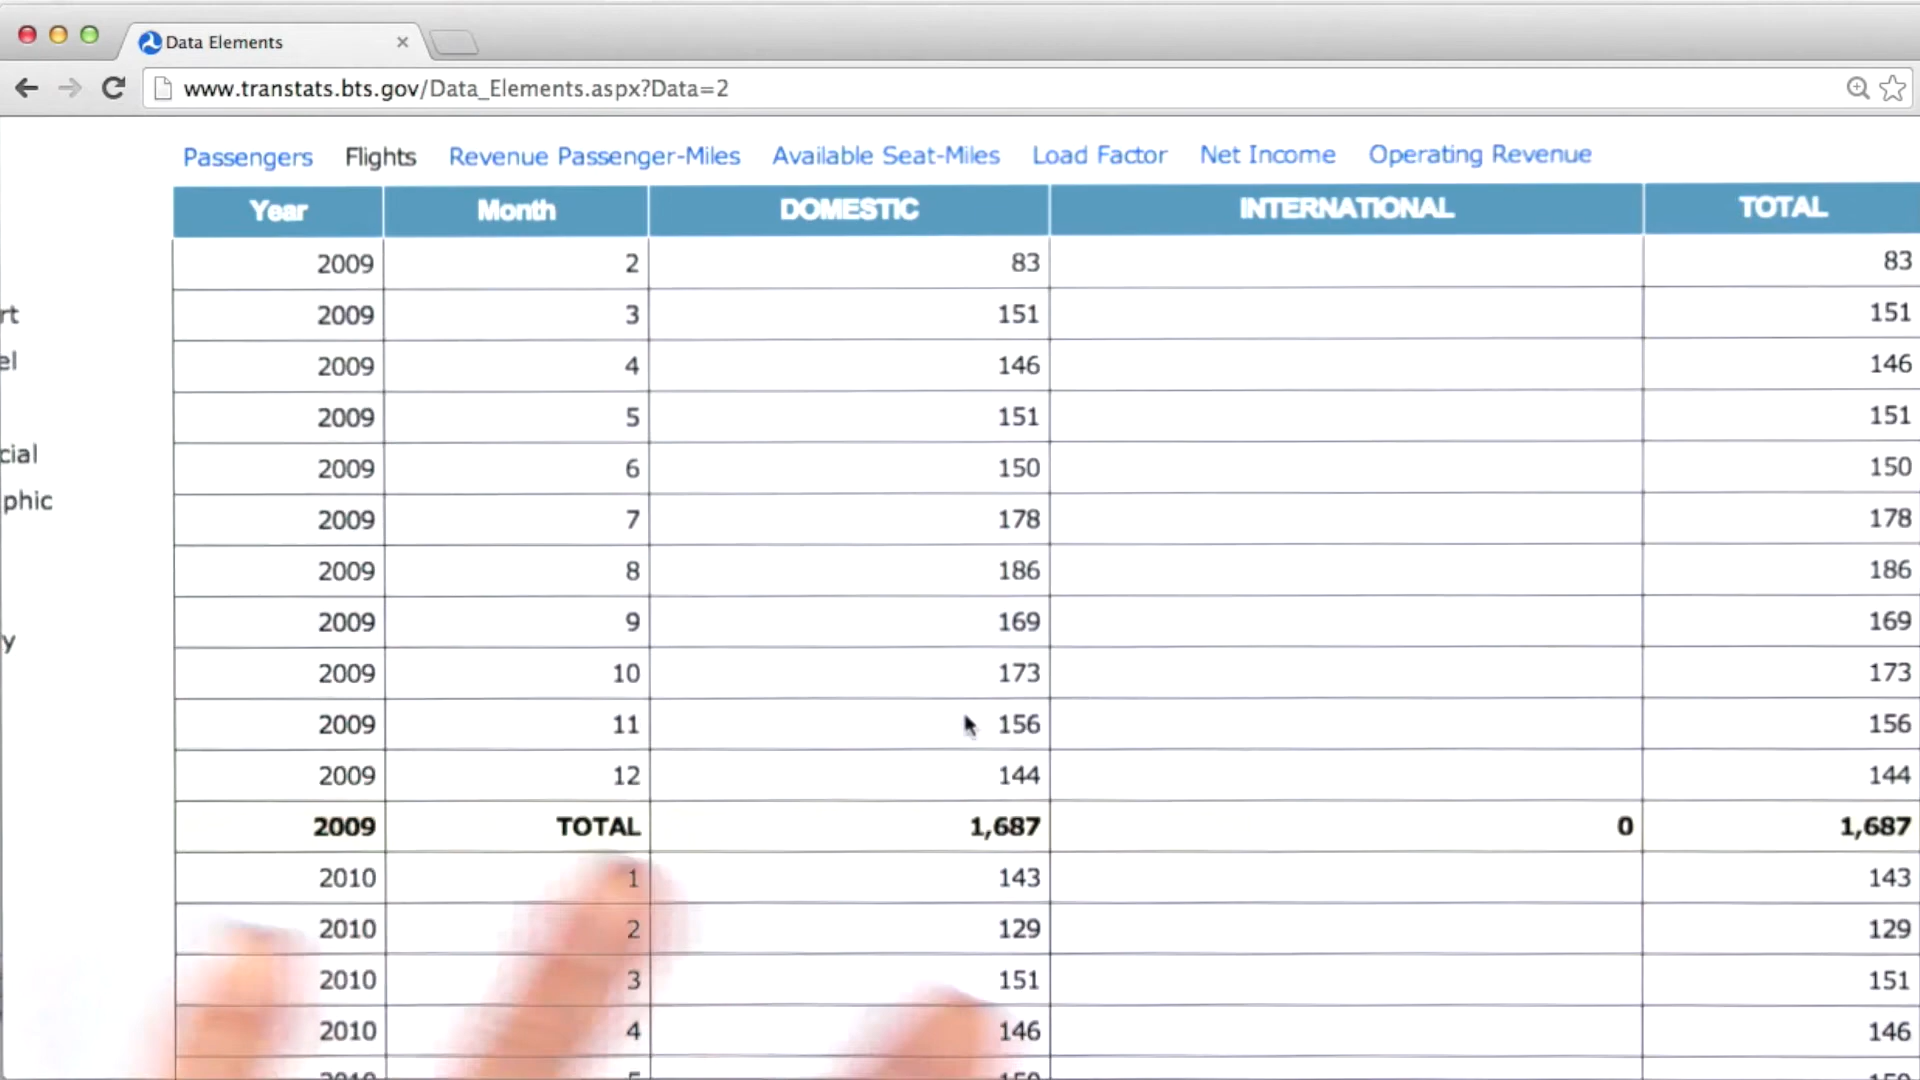 Data Elements
www.transtats.bts.gov/Data_Elements.aspx?Data=2
Passengers Flights Revenue Passenger-Miles Available Seat-Miles Load Factor Net Income Operating Revenue
Year Month DOMESTIC INTERNATIONAL TOTAL
2009 2 83 83
rt
2009 3 151 151
el
2009 4 146 146
2009 5 151 151
cial
2009 6 150 150
phic
2009 7 178 178
2009 8 186 186
2009 9 169 169
y
2009 10 173 173
2009 11 156 156
2009 12 144 144
2009 TOTAL 1,687 0 1,687
2010 1 143 143
2010 2 129 129
2010 3 151 151
2010 4 146 146